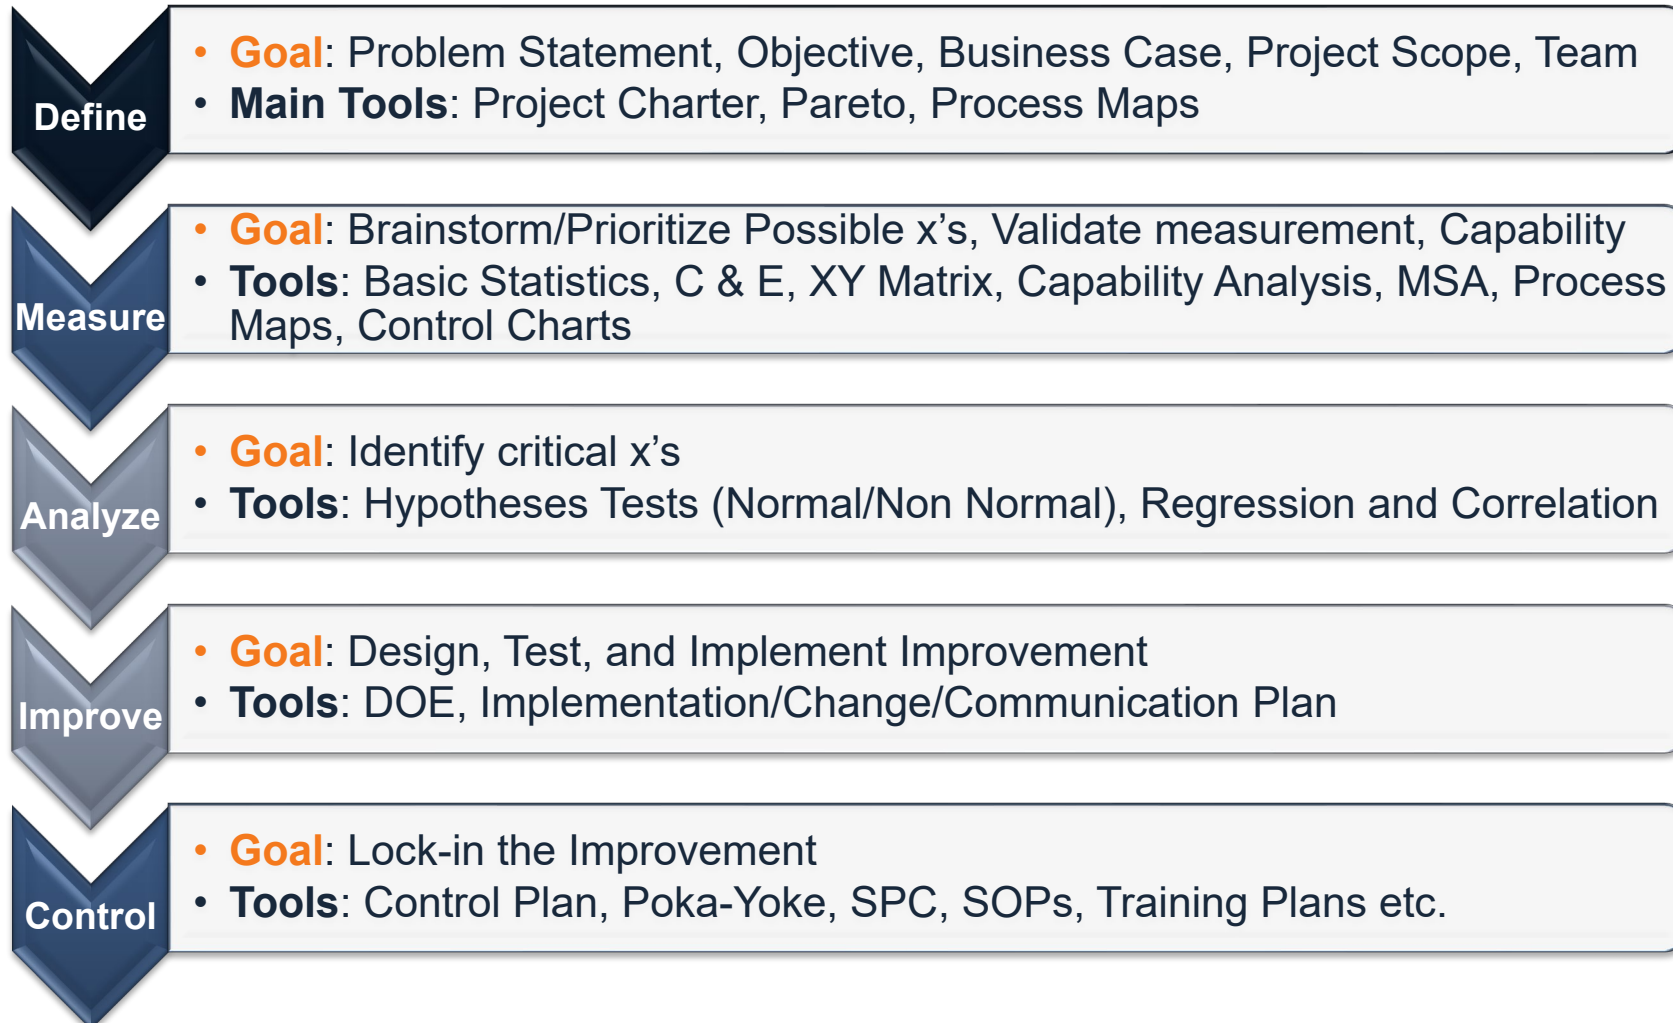 Define
• Goal: Problem Statement, Objective, Business Case, Project Scope, Team
• Main Tools: Project Charter, Pareto, Process Maps
Measure
• Goal: Brainstorm/Prioritize Possible x’s, Validate measurement, Capability
• Tools: Basic Statistics, C & E, XY Matrix, Capability Analysis, MSA, Process
Maps, Control Charts
Analyze
• Goal: Identify critical x’s
• Tools: Hypotheses Tests (Normal/Non Normal), Regression and Correlation
Improve
• Goal: Design, Test, and Implement Improvement
• Tools: DOE, Implementation/Change/Communication Plan
Control
• Goal: Lock-in the Improvement
• Tools: Control Plan, Poka-Yoke, SPC, SOPs, Training Plans etc.